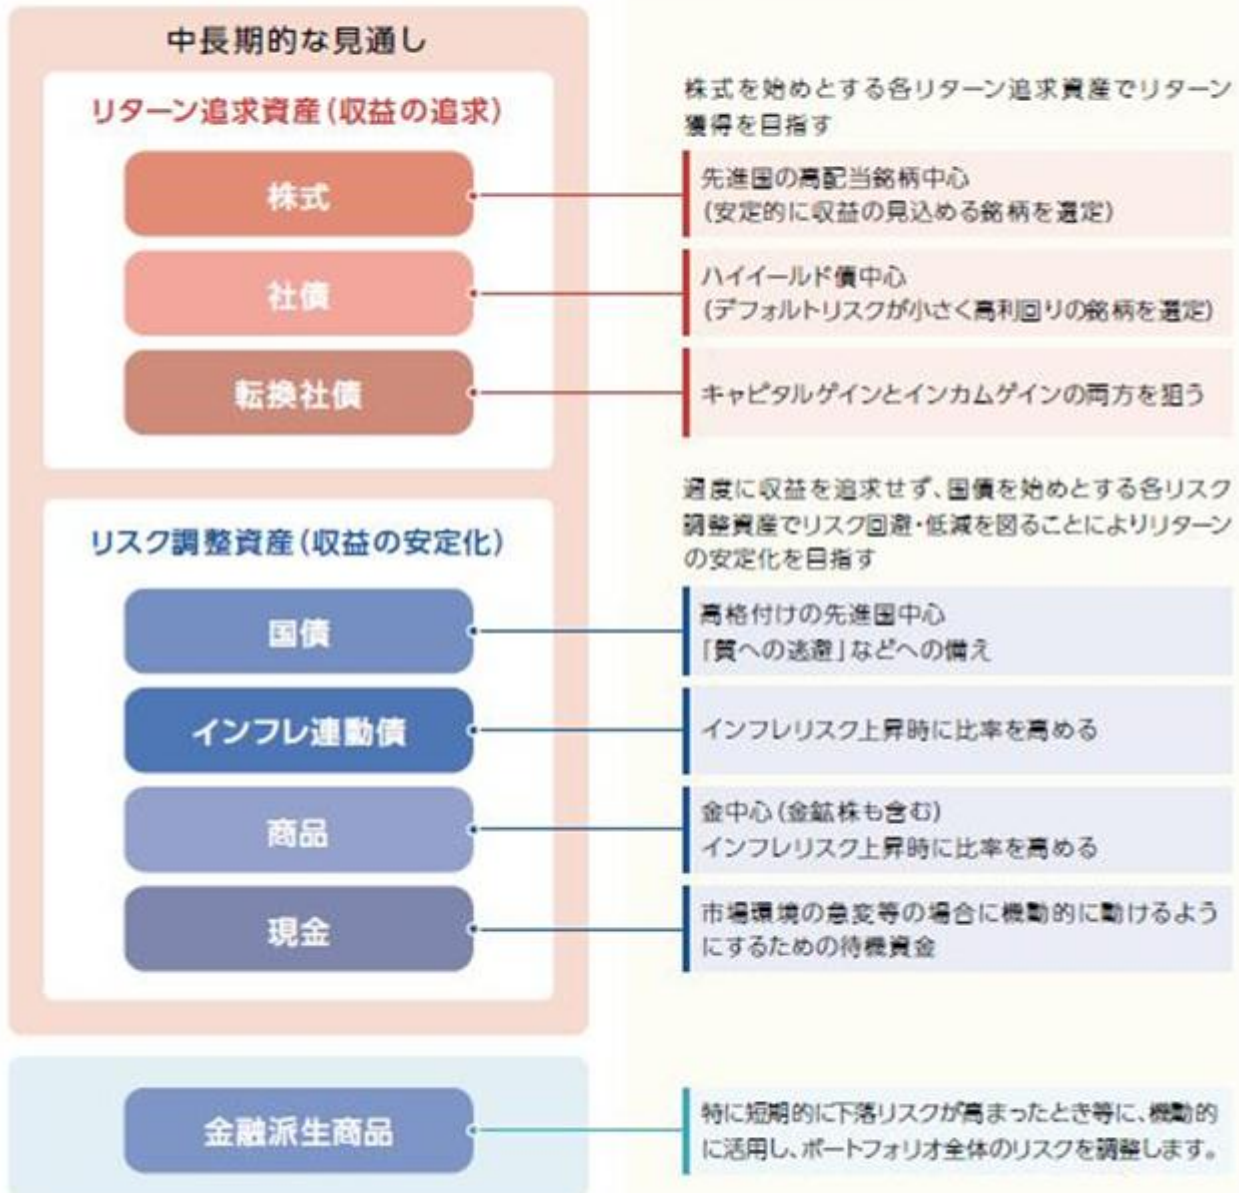 中長期的な見通し
リターン追求資産(収益の追求)
株式を始めとする各リターン追求資産でリターン
獲得を目指す
株式
先進国の高配当銘柄中心
(安定的に収益の見込める銘柄を選定)
社債
ハイイールド債中心
(デフォルトリスクが小さく高利回りの銘柄を選定)
転換社債
キャピタルゲインとインカムゲインの両方を狙う
リスク調整資産(収益の安定化)
過度に収益を追求せず、国債を始めとする各リスク
調整資産でリスク回避・低減を図ることによりリターン
の安定化を目指す
国債
高格付けの先進国中心
「質への逃避」などへの備え
インフレ連動債
インフレリスク上昇時に比率を高める
商品
金中心(金鉱株も含む)
インフレリスク上昇時に比率を高める
現金
市場環境の急変等の場合に機動的に動けるよう
にするための待機資金
金融派生商品
特に短期的に下落リスクが高まったとき等に、機動的
に活用し、ポートフォリオ全体のリスクを調整します。